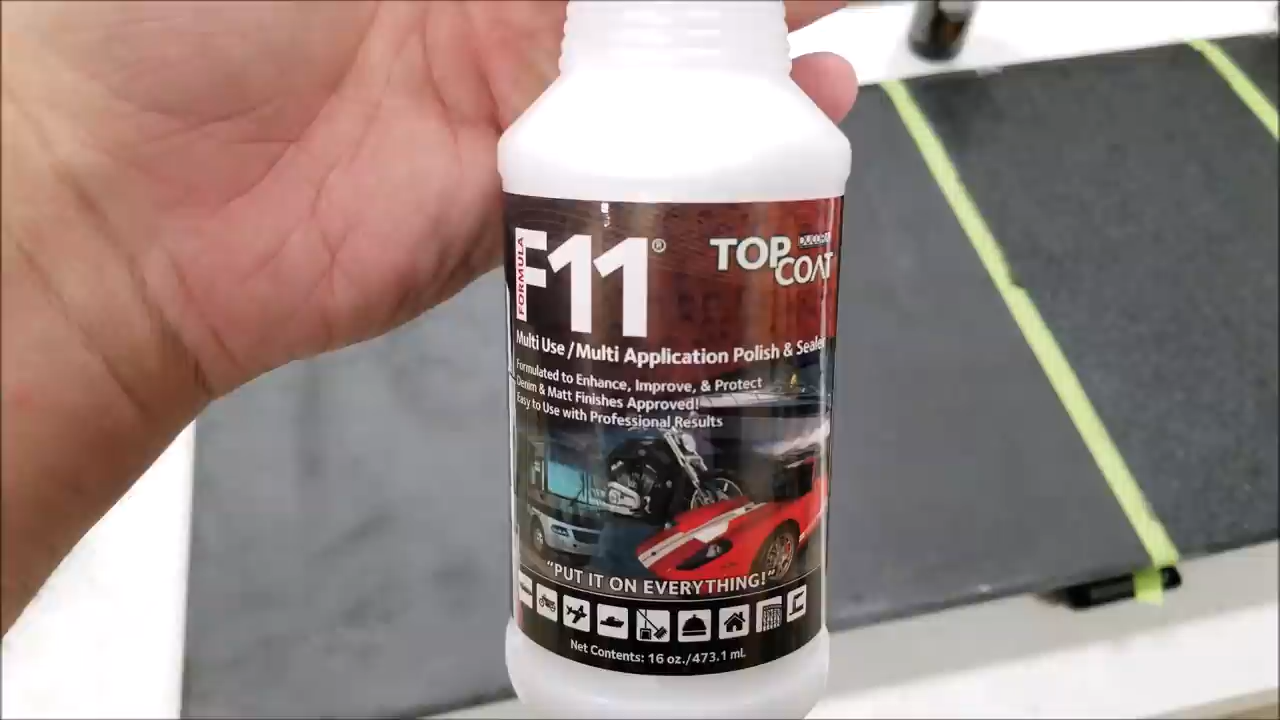 FORMULA
F11®
TOP
COAT
Multi Use / Multi Application Polish & Sealer
Formulated to Enhance, Improve, & Protect
Denim & Matt Finishes Approved!
Easy to Use with Professional Results
"PUT IT ON EVERYTHING!"
Net Contents: 16 oz./473.1 ml.